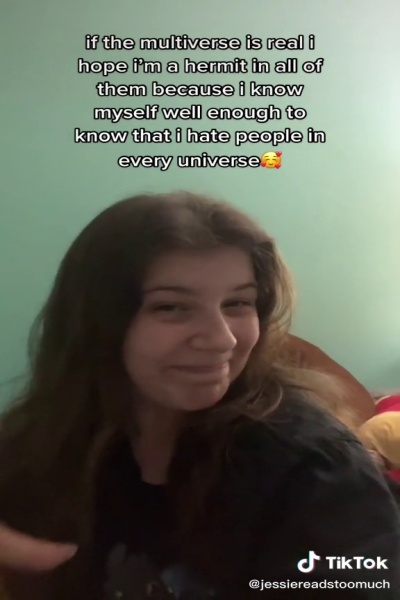 if the multiverse is real i
hope i'm a hermit in all of
them because i know
myself well enough to
know that i hate people in
every universe🥰
TikTok
@jessiereadstoomuch